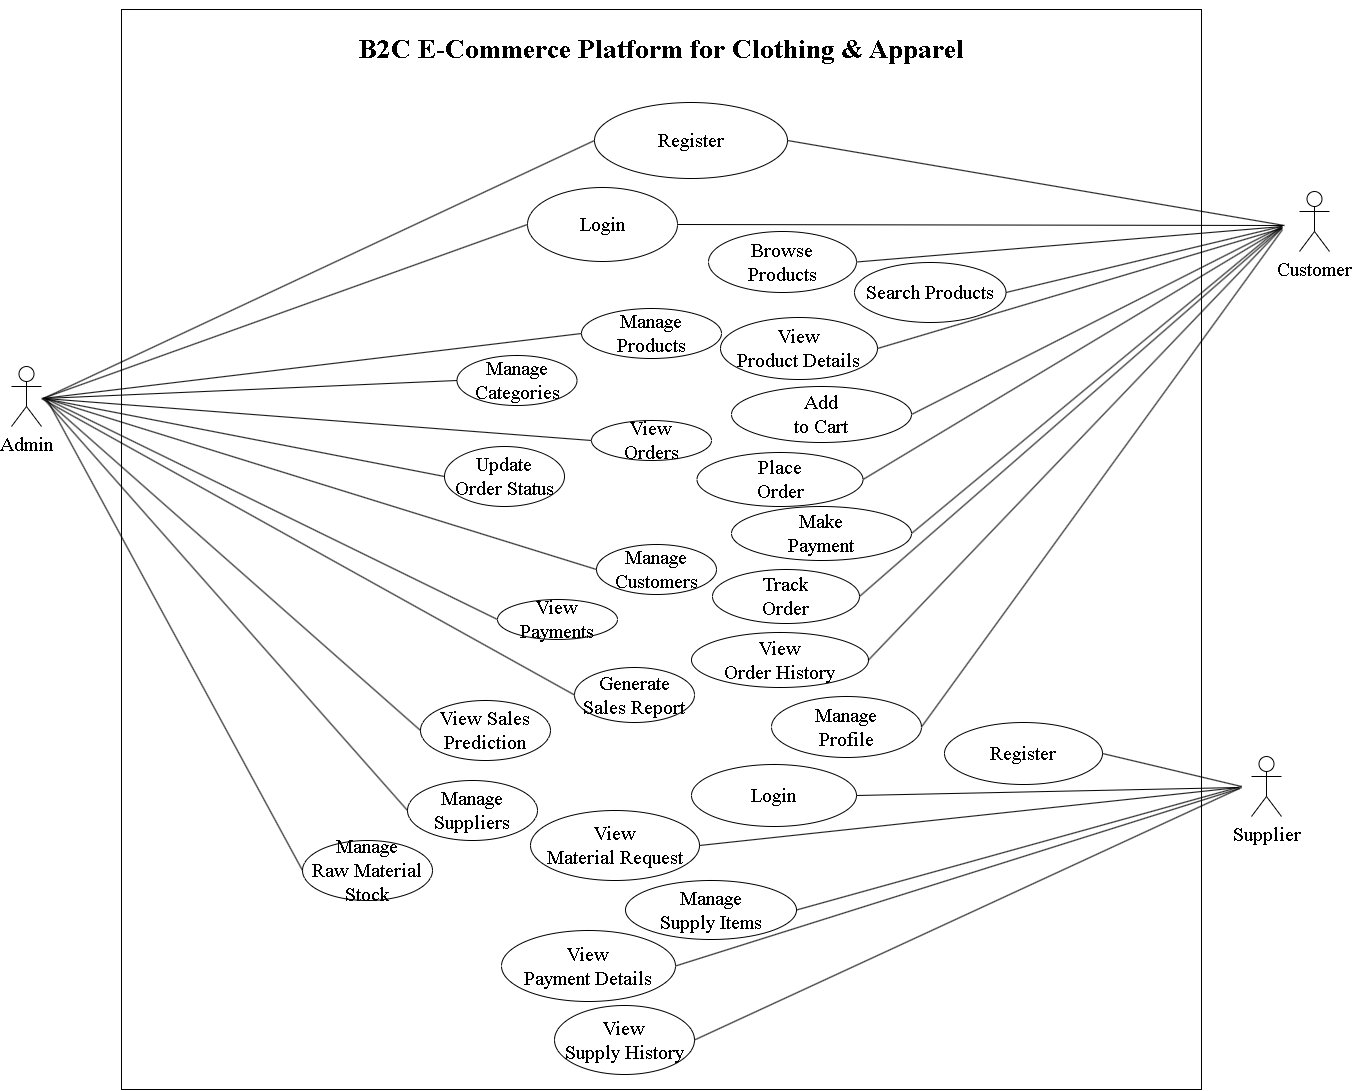 B2C E-Commerce Platform for Clothing & Apparel
Register
Login
Browse
Products
Customer
Search Products
Manage
Products
View
Product Details
Manage
Categories
Admin
Add
to Cart
View
Orders
Update
Order Status
Place
Order
Make
Payment
Manage
Customers
Track
Order
View
Payments
View
Order History
Generate
Sales Report
View Sales
Prediction
Manage
Profile
Register
Login
Supplier
Manage
Suppliers
View
Material Request
Manage
Raw Material
Stock
Manage
Supply Items
View
Payment Details
View
Supply History